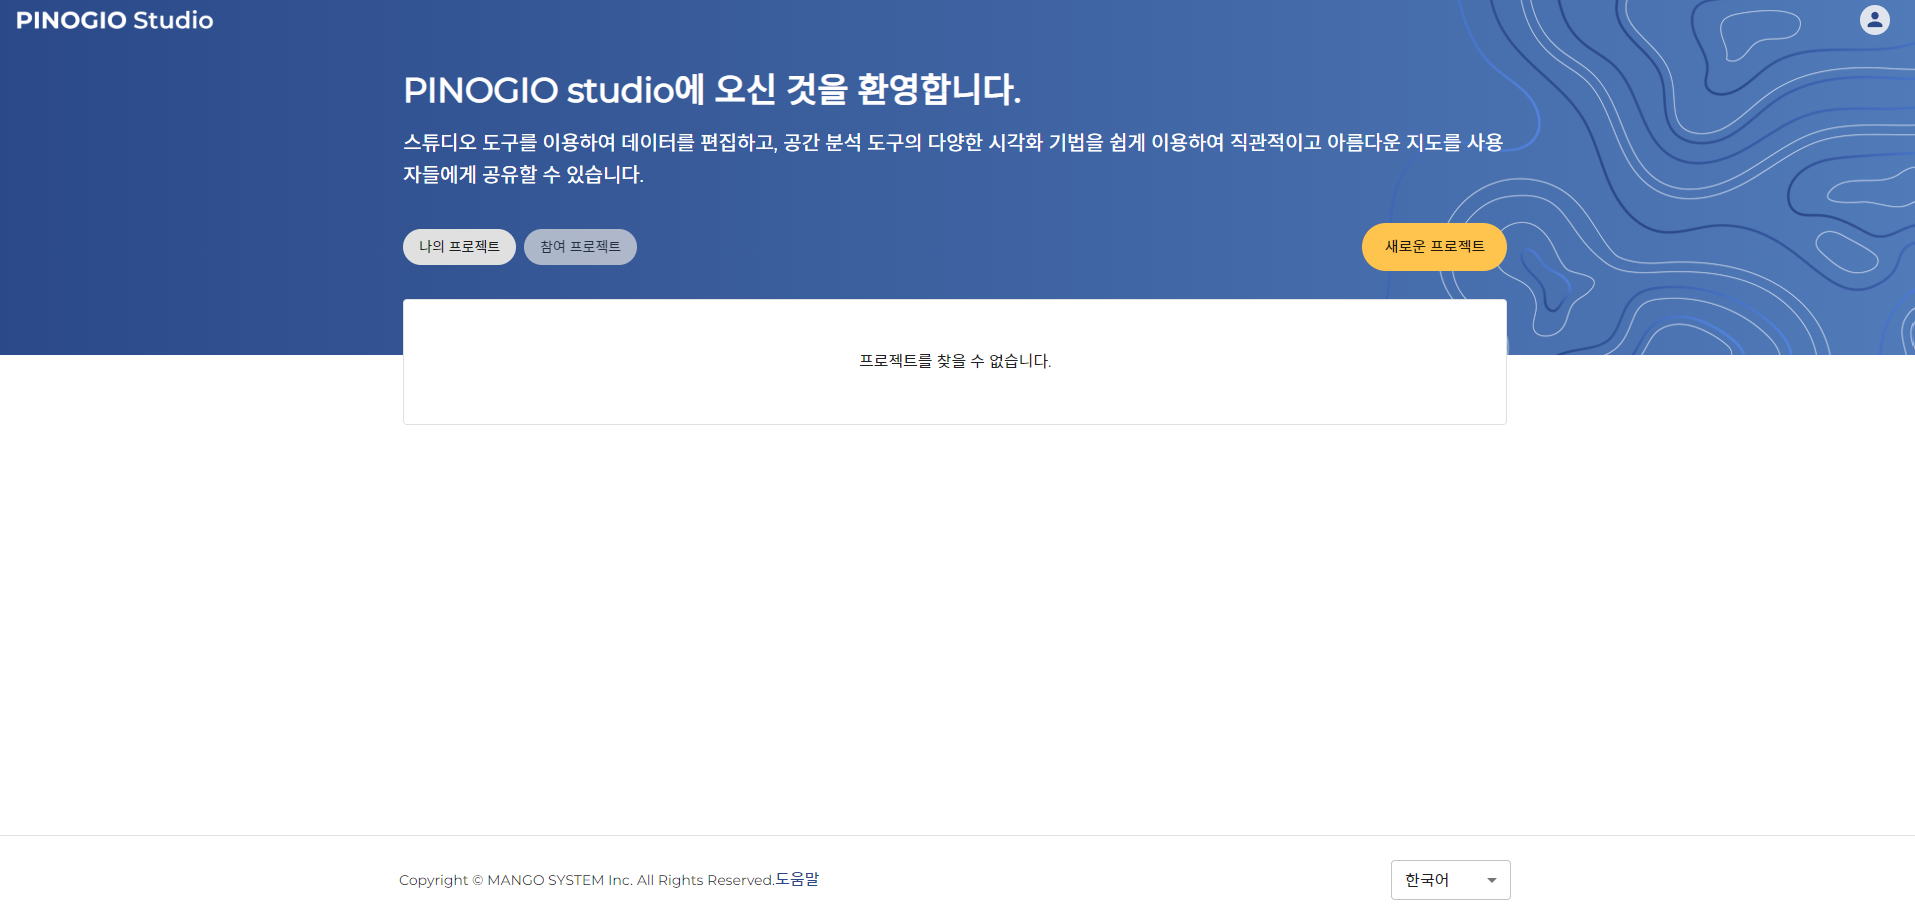 PINOGIO Studio
PINOGIO studio에 오신 것을 환영합니다.
스튜디오 도구를 이용하여 데이터를 편집하고, 공간 분석 도구의 다양한 시각화 기법을 쉽게 이용하여 직관적이고 아름다운 지도를 사용
자들에게 공유할 수 있습니다.
나의 프로젝트 참여 프로젝트 새로운 프로젝트
프로젝트를 찾을 수 없습니다.
Copyright © MANGO SYSTEM Inc. All Rights Reserved.도움말 한국어